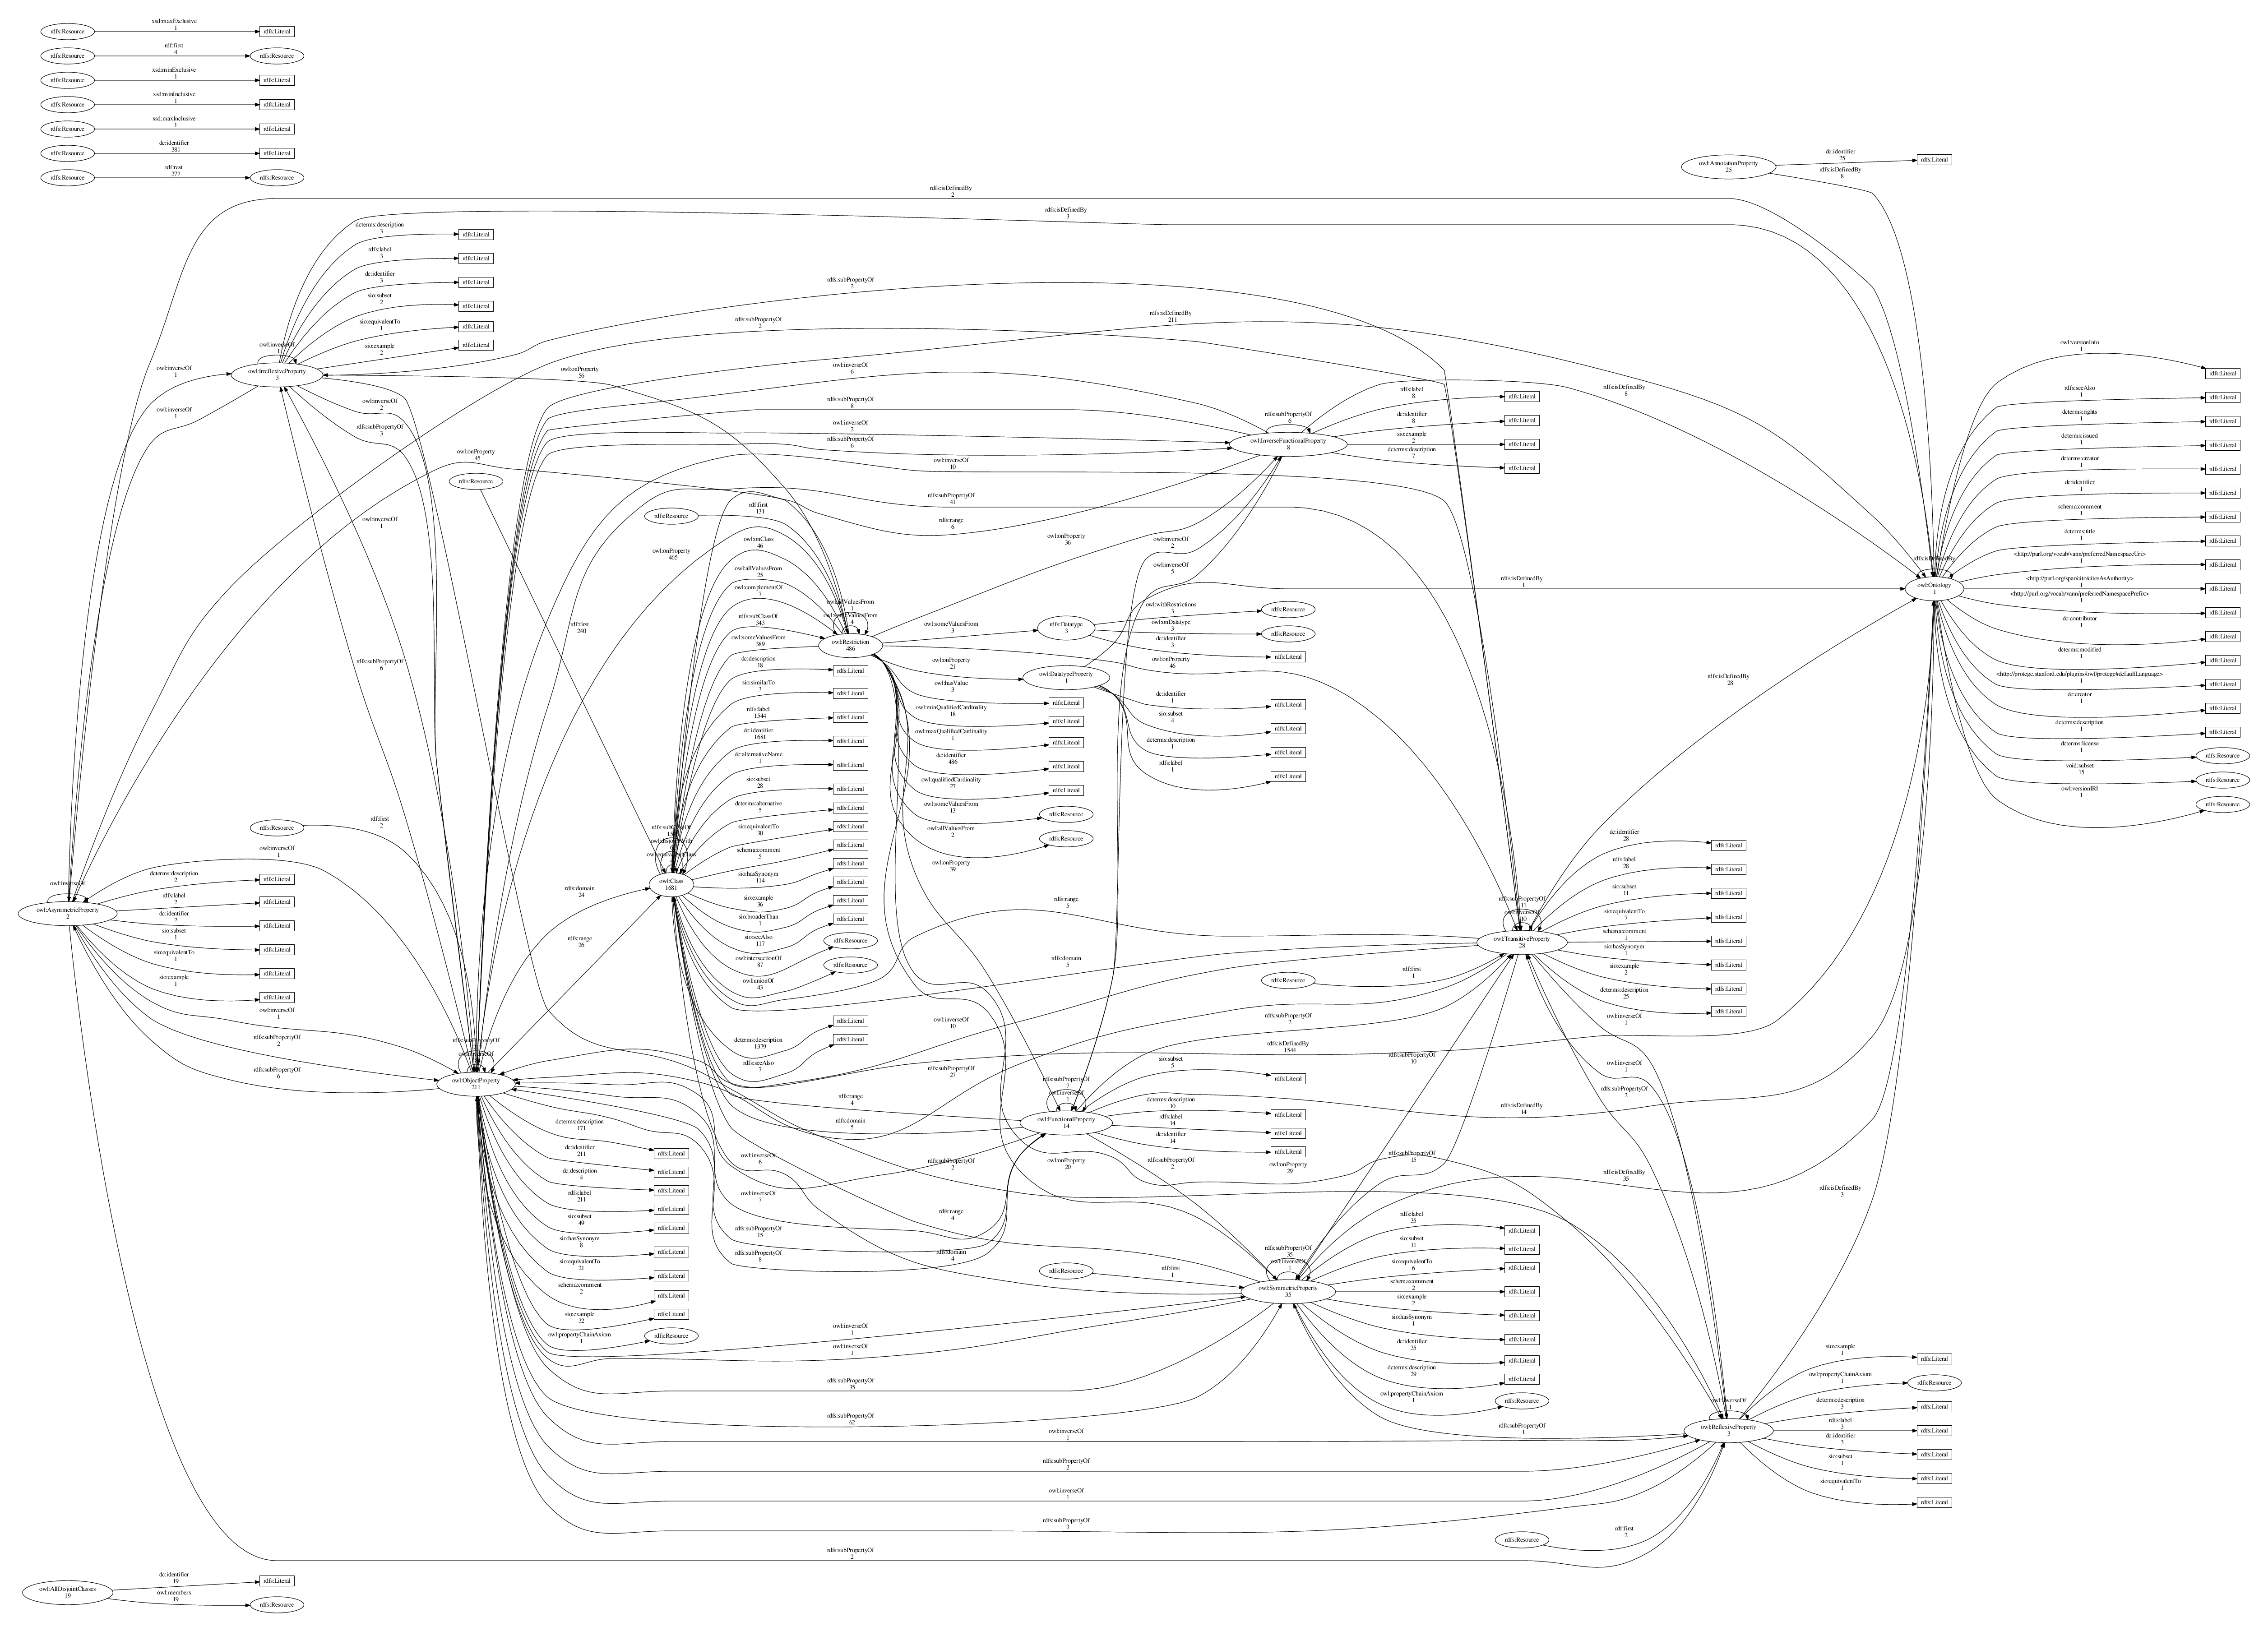 xsd:maxExclusive
1
rdfs:Resource
rdfs:Literal
rdf:first
4
rdfs:Resource
rdfs:Resource
xsd:minExclusive
1
rdfs:Resource
rdfs:Literal
xsd:minInclusive
1
rdfs:Resource
rdfs:Literal
xsd:maxInclusive
1
rdfs:Resource
rdfs:Literal
dc:identifier
381
rdfs:Resource
rdfs:Literal
rdf:rest
377
rdfs:Resource
rdfs:Resource
owl:AnnotationProperty
25
dc:identifier
25
rdfs:Literal
rdfs:isDefinedBy
8
rdfs:isDefinedBy
2
rdfs:isDefinedBy
3
dcterms:description
3
rdfs:Literal
rdfs:label
3
rdfs:Literal
dc:identifier
3
rdfs:Literal
sio:subset
2
rdfs:Literal
sio:equivalentTo
1
rdfs:Literal
sio:example
2
rdfs:Literal
owl:inverseOf
1
owl:IrreflexiveProperty
3
owl:inverseOf
1
owl:inverseOf
1
owl:inverseOf
2
rdfs:subPropertyOf
3
rdfs:subPropertyOf
2
rdfs:subPropertyOf
2
rdfs:isDefinedBy
211
owl:onProperty
56
owl:onProperty
45
owl:inverseOf
6
rdfs:subPropertyOf
8
owl:inverseOf
2
rdfs:subPropertyOf
6
owl:inverseOf
10
rdfs:subPropertyOf
41
rdfs:range
6
rdfs:subPropertyOf
6
owl:InverseFunctionalProperty
8
rdfs:label
8
rdfs:Literal
dc:identifier
8
rdfs:Literal
sio:example
2
rdfs:Literal
dcterms:description
7
rdfs:Literal
rdfs:isDefinedBy
8
rdfs:Resource
owl:inverseOf
1
rdfs:Resource
rdf:first
131
owl:onClass
46
owl:allValuesFrom
25
owl:complementOf
7
rdfs:subClassOf
343
owl:someValuesFrom
389
owl:onProperty
465
rdf:first
240
owl:allValuesFrom
1
4
owl:Restriction
486
owl:onProperty
36
owl:inverseOf
2
owl:inverseOf
5
rdfs:isDefinedBy
1
owl:someValuesFrom
3
rdfs:Datatype
3
owl:withRestrictions
3
rdfs:Resource
owl:onDatatype
3
rdfs:Resource
dc:identifier
3
rdfs:Literal
owl:onProperty
46
owl:onProperty
21
owl:DatatypeProperty
1
dc:identifier
1
rdfs:Literal
sio:subset
4
rdfs:Literal
dcterms:description
1
rdfs:Literal
rdfs:label
1
rdfs:Literal
owl:hasValue
3
rdfs:Literal
owl:minQualifiedCardinality
18
rdfs:Literal
owl:maxQualifiedCardinality
1
rdfs:Literal
dc:identifier
486
rdfs:Literal
owl:qualifiedCardinality
27
rdfs:Literal
owl:someValuesFrom
13
rdfs:Resource
owl:allValuesFrom
2
rdfs:Resource
owl:onProperty
39
dc:description
18
rdfs:Literal
sio:similarTo
3
rdfs:Literal
rdfs:label
1544
rdfs:Literal
dc:identifier
1681
rdfs:Literal
dc:alternativeName
1
rdfs:Literal
sio:subset
28
rdfs:Literal
dcterms:alternative
5
rdfs:Literal
sio:equivalentTo
30
rdfs:Literal
schema:comment
5
rdfs:Literal
sio:hasSynonym
114
rdfs:Literal
sio:example
36
rdfs:Literal
sio:broaderThan
1
rdfs:Literal
sio:seeAlso
117
rdfs:Literal
owl:intersectionOf
87
rdfs:Resource
owl:unionOf
43
rdfs:Resource
dcterms:description
1379
rdfs:Literal
rdfs:seeAlso
7
rdfs:Literal
rdfs:subClassOf
owl:Class
1681
owl:versionInfo
1
rdfs:Literal
rdfs:seeAlso
1
rdfs:Literal
dcterms:rights
1
rdfs:Literal
dcterms:issued
1
rdfs:Literal
dcterms:creator
1
rdfs:Literal
dc:identifier
1
rdfs:Literal
schema:comment
1
rdfs:Literal
dcterms:title
1
rdfs:Literal
<http://purl.org/vocab/vann/preferredNamespaceUri>
1
rdfs:Literal
<http://purl.org/spar/cito/citesAsAuthority>
1
rdfs:Literal
<http://purl.org/vocab/vann/preferredNamespacePrefix>
1
rdfs:Literal
dc:contributor
1
rdfs:Literal
dcterms:modified
1
rdfs:Literal
<http://protege.stanford.edu/plugins/owl/protege#defaultLanguage>
1
rdfs:Literal
dc:creator
1
rdfs:Literal
dcterms:description
1
rdfs:Literal
dcterms:license
1
rdfs:Resource
void:subset
15
rdfs:Resource
owl:versionIRI
1
rdfs:Resource
rdfs:isDefinedBy
owl:Ontology
1
rdfs:isDefinedBy
28
rdfs:subPropertyOf
6
rdfs:Resource
rdf:first
2
owl:inverseOf
1
owl:inverseOf
owl:AsymmetricProperty
2
dcterms:description
2
rdfs:Literal
rdfs:label
2
rdfs:Literal
dc:identifier
2
rdfs:Literal
sio:subset
1
rdfs:Literal
sio:equivalentTo
1
rdfs:Literal
sio:example
1
rdfs:Literal
owl:inverseOf
1
rdfs:subPropertyOf
2
rdfs:subPropertyOf
6
rdfs:domain
24
rdfs:range
26
rdfs:subPropertyOf
owl:ObjectProperty
211
dcterms:description
171
rdfs:Literal
dc:identifier
211
rdfs:Literal
dc:description
4
rdfs:Literal
rdfs:label
211
rdfs:Literal
sio:subset
49
rdfs:Literal
sio:hasSynonym
8
rdfs:Literal
sio:equivalentTo
21
rdfs:Literal
schema:comment
2
rdfs:Literal
sio:example
32
rdfs:Literal
owl:propertyChainAxiom
1
rdfs:Resource
rdfs:range
5
rdfs:domain
5
owl:inverseOf
10
rdfs:subPropertyOf
27
rdfs:range
4
rdfs:domain
5
rdfs:subPropertyOf
2
owl:inverseOf
6
owl:inverseOf
7
rdfs:subPropertyOf
15
rdfs:subPropertyOf
8
rdfs:range
4
rdfs:domain
4
rdfs:subPropertyOf
11
owl:inverseOf
10
owl:TransitiveProperty
28
dc:identifier
28
rdfs:Literal
rdfs:label
28
rdfs:Literal
sio:subset
11
rdfs:Literal
sio:equivalentTo
7
rdfs:Literal
schema:comment
1
rdfs:Literal
sio:hasSynonym
1
rdfs:Literal
sio:example
2
rdfs:Literal
dcterms:description
25
rdfs:Literal
rdfs:Resource
rdf:first
1
rdfs:subPropertyOf
2
rdfs:isDefinedBy
1544
rdfs:subPropertyOf
10
owl:inverseOf
1
owl:inverseOf
1
rdfs:subPropertyOf
2
rdfs:subPropertyOf
7
owl:inverseOf
1
owl:FunctionalProperty
14
sio:subset
5
rdfs:Literal
dcterms:description
10
rdfs:Literal
rdfs:label
14
rdfs:Literal
dc:identifier
14
rdfs:Literal
rdfs:isDefinedBy
14
owl:onProperty
20
rdfs:subPropertyOf
2
owl:onProperty
29
rdfs:subPropertyOf
15
rdfs:isDefinedBy
35
rdfs:isDefinedBy
3
rdfs:Resource
rdf:first
1
rdfs:subPropertyOf
35
owl:inverseOf
1
owl:SymmetricProperty
35
rdfs:label
35
rdfs:Literal
sio:subset
11
rdfs:Literal
sio:equivalentTo
6
rdfs:Literal
schema:comment
2
rdfs:Literal
sio:example
2
rdfs:Literal
sio:hasSynonym
1
rdfs:Literal
dc:identifier
35
rdfs:Literal
dcterms:description
29
rdfs:Literal
owl:propertyChainAxiom
1
rdfs:Resource
rdfs:subPropertyOf
1
owl:inverseOf
1
owl:inverseOf
1
rdfs:subPropertyOf
35
rdfs:subPropertyOf
62
owl:inverseOf
1
rdfs:subPropertyOf
2
owl:inverseOf
1
rdfs:subPropertyOf
3
rdfs:subPropertyOf
2
owl:inverseOf
1
owl:ReflexiveProperty
3
sio:example
1
rdfs:Literal
owl:propertyChainAxiom
1
rdfs:Resource
dcterms:description
3
rdfs:Literal
rdfs:label
3
rdfs:Literal
dc:identifier
3
rdfs:Literal
sio:subset
1
rdfs:Literal
sio:equivalentTo
1
rdfs:Literal
rdfs:Resource
rdf:first
2
owl:AllDisjointClasses
19
dc:identifier
19
rdfs:Literal
owl:members
19
rdfs:Resource